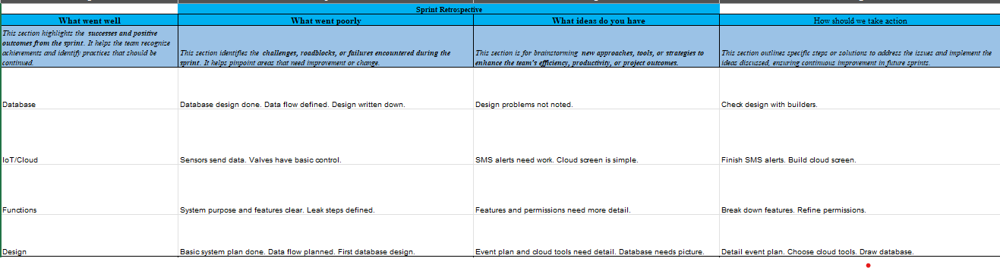 Sprint Retrospective
What went well
What went poorly
What ideas do you have
How should we take action
This section highlights the successes and positive
outcomes from the sprint. It helps the team recognize
achievements and identify practices that should be
continued.
This section identifies the challenges, roadblocks, or failures encountered during the
sprint. It helps pinpoint areas that need improvement or change.
This section is for brainstorming new approaches, tools, or strategies to
enhance the team's efficiency, productivity, or project outcomes.
This section outlines specific steps or solutions to address the issues and implement the
ideas discussed, ensuring continuous improvement in future sprints.
Database
Database design done. Data flow defined. Design written down.
Design problems not noted.
Check design with builders.
IoT/Cloud
Sensors send data. Valves have basic control.
SMS alerts need work. Cloud screen is simple.
Finish SMS alerts. Build cloud screen.
Functions
System purpose and features clear. Leak steps defined.
Features and permissions need more detail.
Break down features. Refine permissions.
Design
Basic system plan done. Data flow planned. First database design.
Event plan and cloud tools need detail. Database needs picture.
Detail event plan. Choose cloud tools. Draw database.